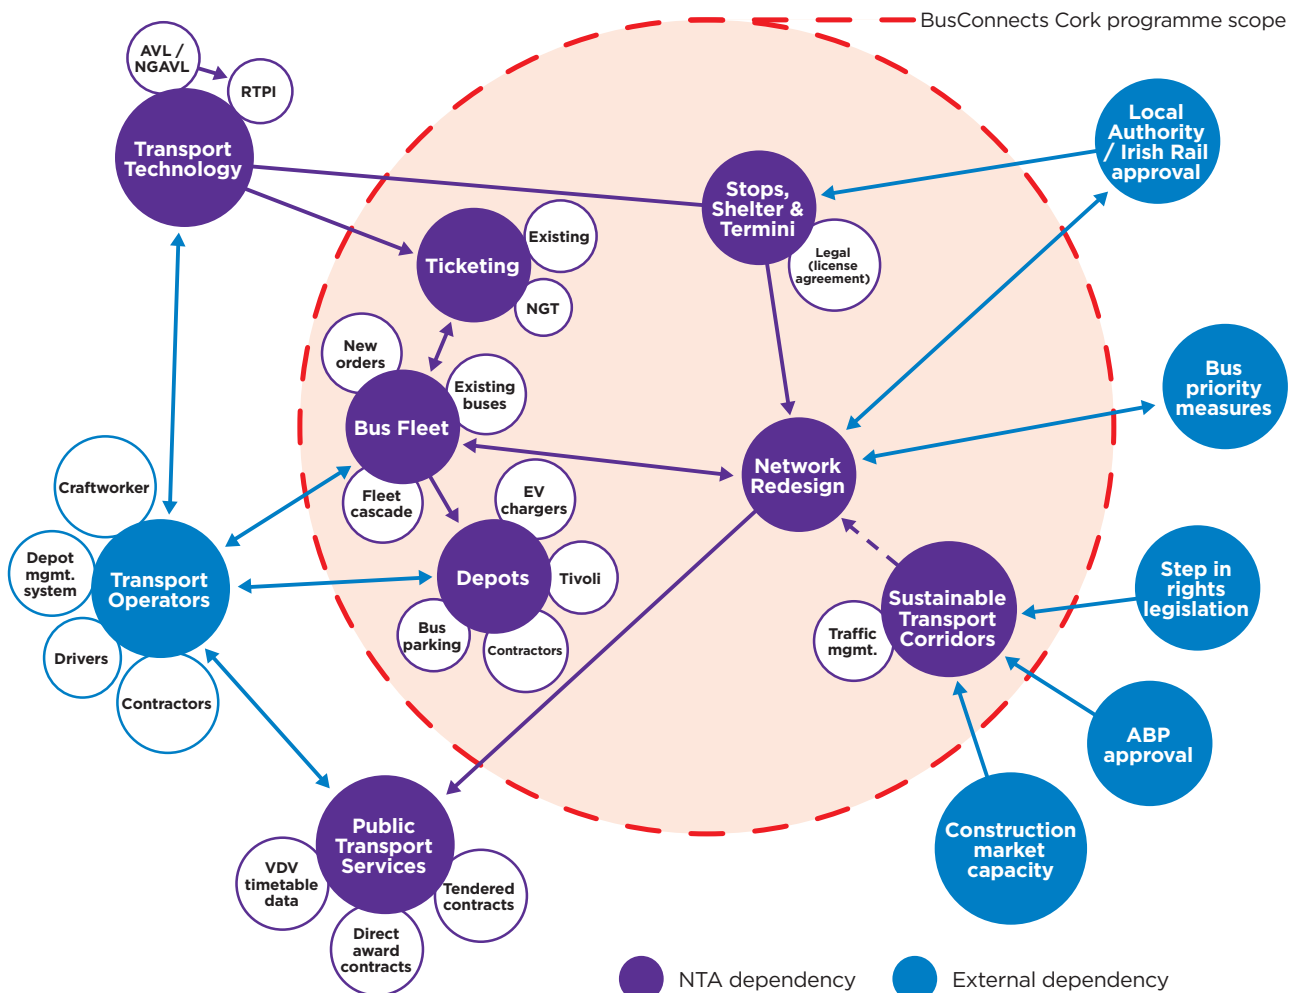 BusConnects Cork programme scope
AVL /
NGAVL
RTPI
Transport
Technology
Local
Authority
/ Irish Rail
approval
Stops,
Shelter &
Termini
Legal
(license
agreement)
Existing
Ticketing
NGT
New
orders
Existing
buses
Bus Fleet
Fleet
cascade
Bus
priority
measures
Network
Redesign
EV
chargers
Depots
Tivoli
Bus
parking
Contractors
Craftworker
Depot
mgmt.
system
Transport
Operators
Drivers
Contractors
Sustainable
Transport
Corridors
Traffic
mgmt.
Step in
rights
legislation
ABP
approval
Construction
market
capacity
Public
Transport
Services
VDV
timetable
data
Direct
award
contracts
Tendered
contracts
NTA dependency
External dependency